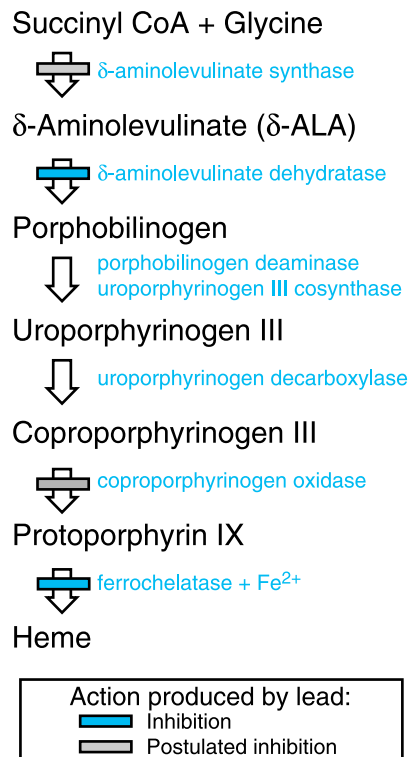 Succinyl CoA + Glycine
δ-aminolevulinate synthase
δ-Aminolevulinate (δ-ALA)
δ-aminolevulinate dehydratase
Porphobilinogen
porphobilinogen deaminase
uroporphyrinogen III cosynthase
Uroporphyrinogen III
uroporphyrinogen decarboxylase
Coproporphyrinogen III
coproporphyrinogen oxidase
Protoporphyrin IX
ferrochelatase + Fe²⁺
Heme
Action produced by lead:
Inhibition
Postulated inhibition